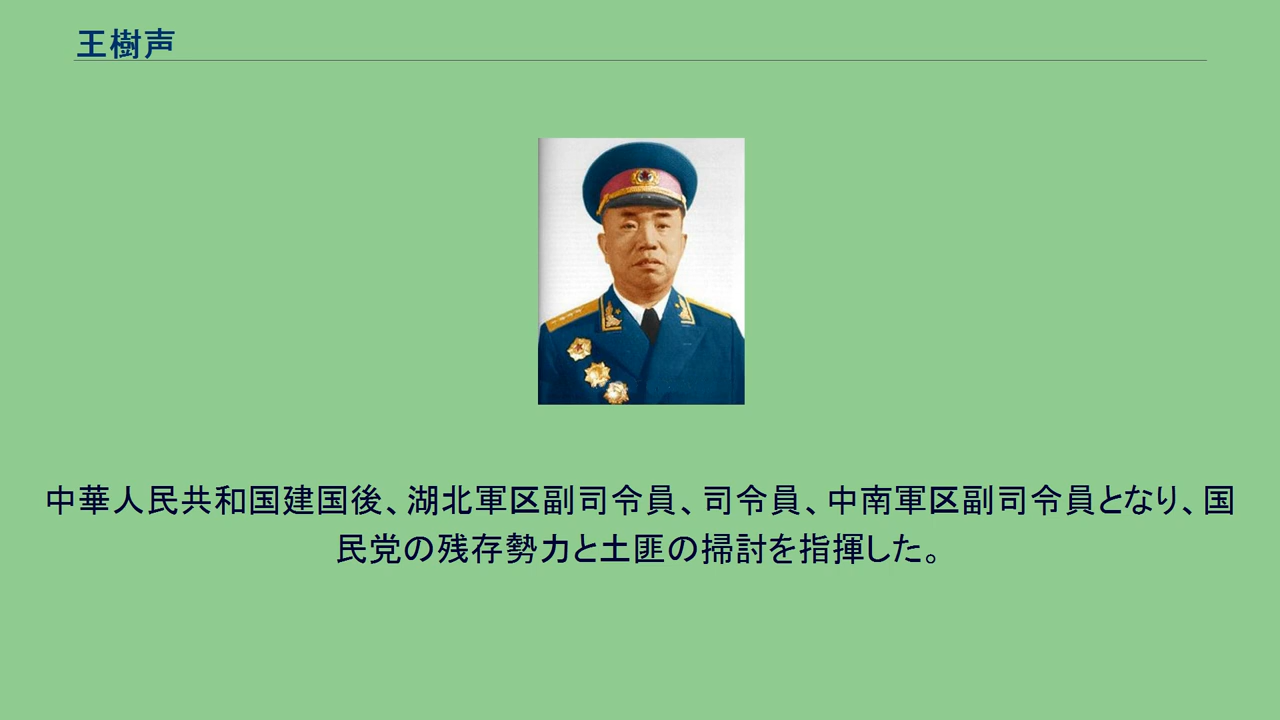 王樹声
中華人民共和国建国後、湖北軍区副司令員、司令員、中南軍区副司令員となり、国
民党の残存勢力と土匪の掃討を指揮した。